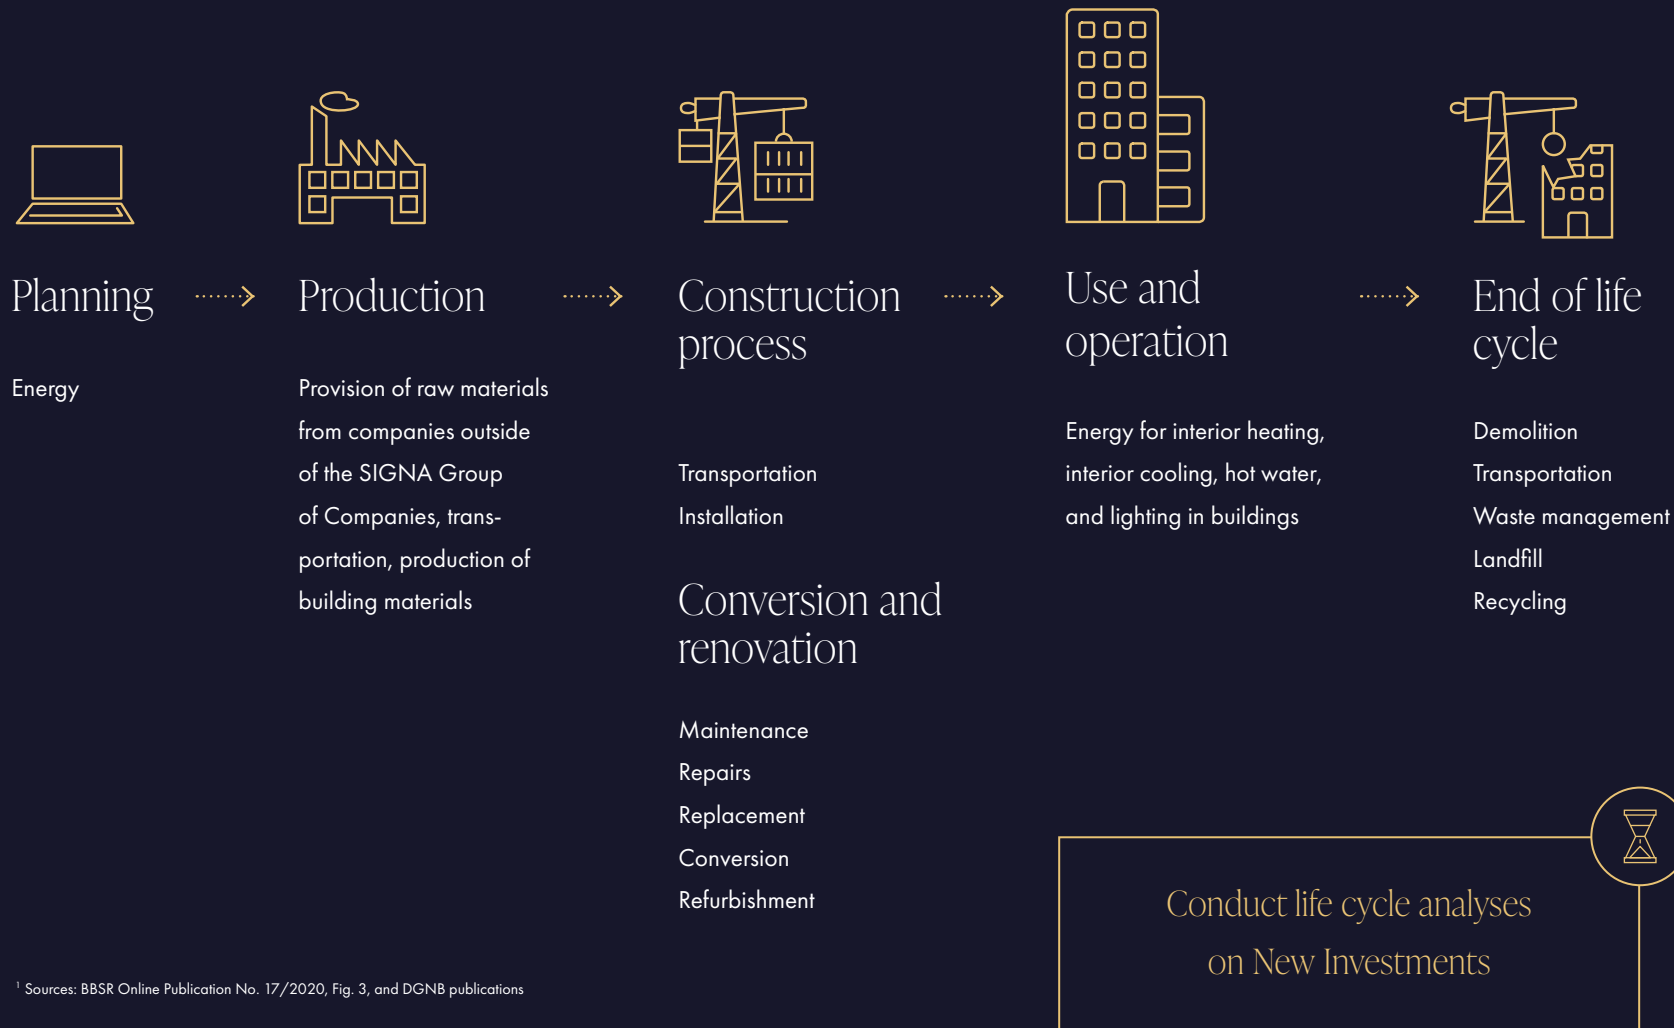 Planning
Energy
Production
Provision of raw materials
from companies outside
of the SIGNA Group
of Companies, trans-
portation, production of
building materials
Construction
process
Transportation
Installation
Conversion and
renovation
Maintenance
Repairs
Replacement
Conversion
Refurbishment
Use and
operation
Energy for interior heating,
interior cooling, hot water,
and lighting in buildings
End of life
cycle
Demolition
Transportation
Waste management
Landfill
Recycling
Conduct life cycle analyses
on New Investments
1 Sources: BBSR Online Publication No. 17/2020, Fig. 3, and DGNB publications